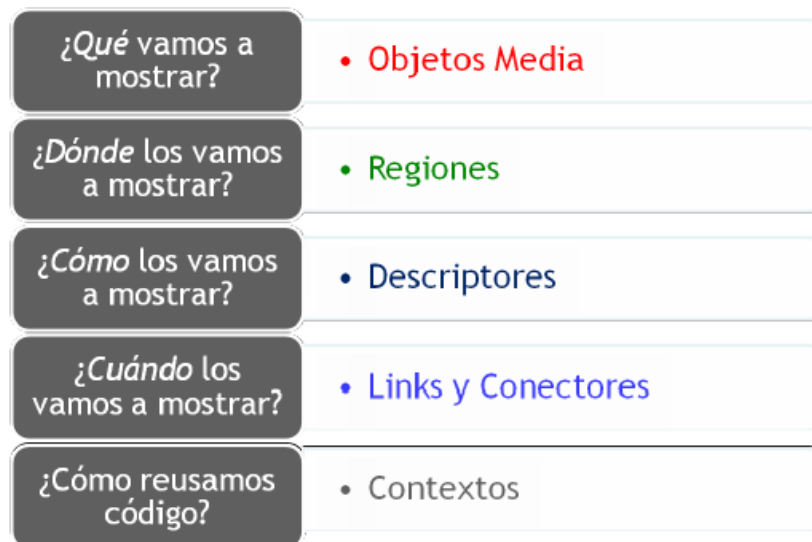 ¿Qué vamos a
mostrar?
• Objetos Media
¿Dónde los vamos
a mostrar?
• Regiones
¿Cómo los vamos
a mostrar?
• Descriptores
¿Cuándo los
vamos a mostrar?
• Links y Conectores
¿Cómo reusamos
código?
• Contextos